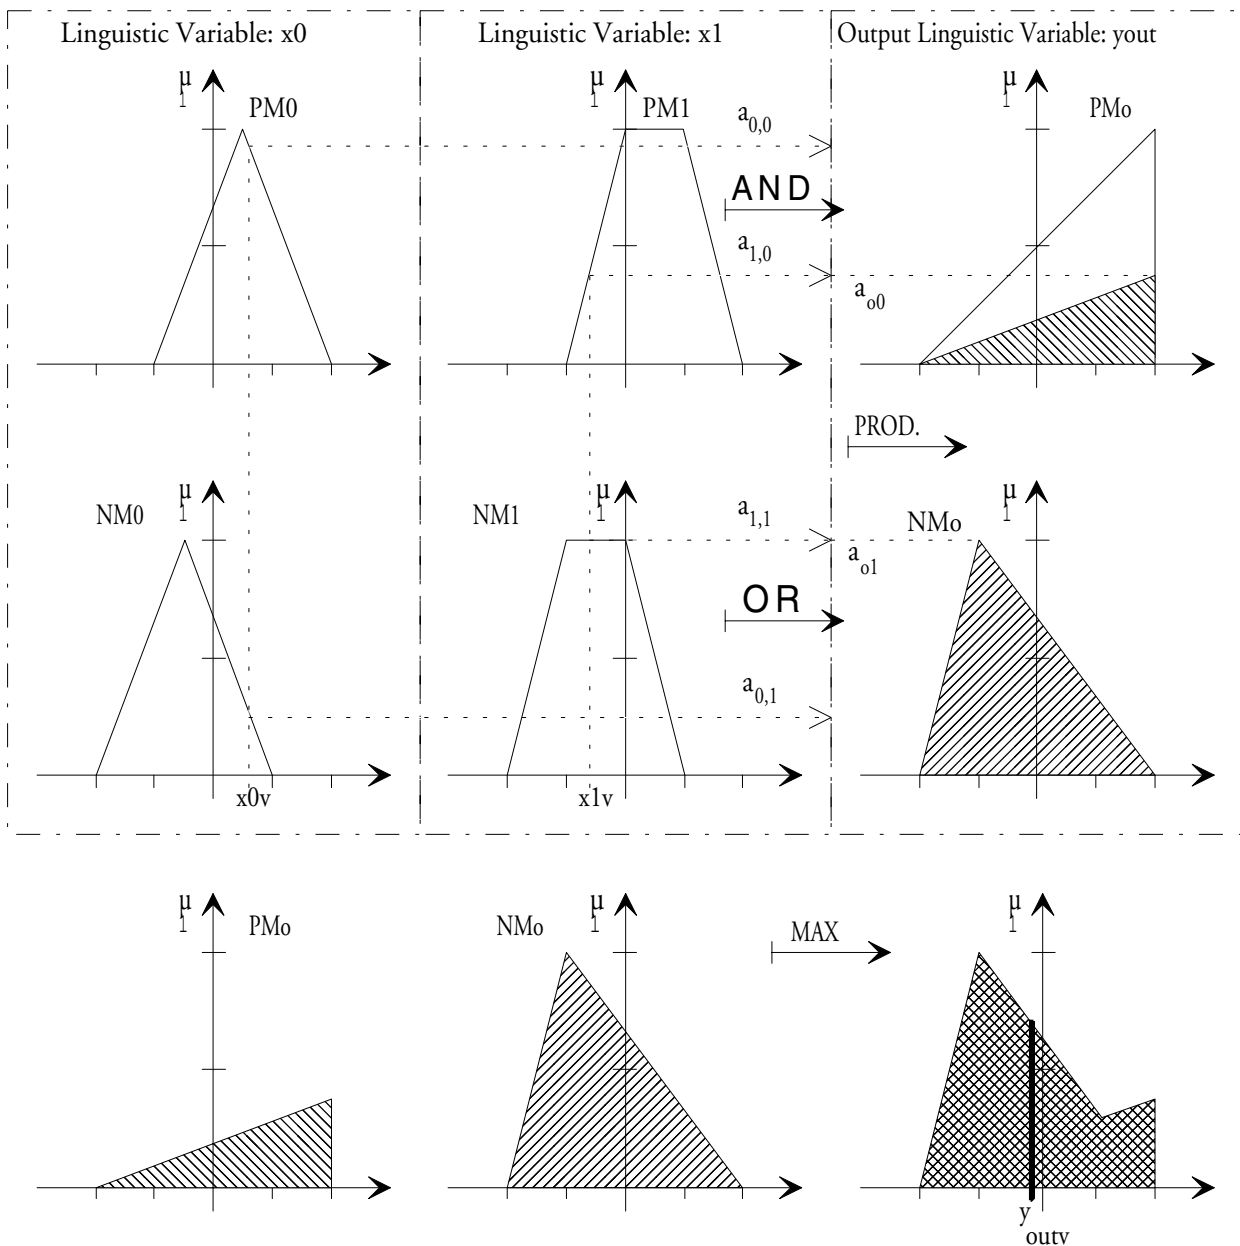 Linguistic Variable: x0
Linguistic Variable: x1
Output Linguistic Variable: yout
μ
1
PM0
μ
1
PM1
a0,0
AND
a1,0
μ
1
PMo
ao0
PROD.
μ
1
NM0
x0v
μ
1
NM1
x1v
a1,1
OR
a0,1
μ
1
NMo
ao1
μ
1
PMo
μ
1
NMo
MAX
μ
1
y
outv